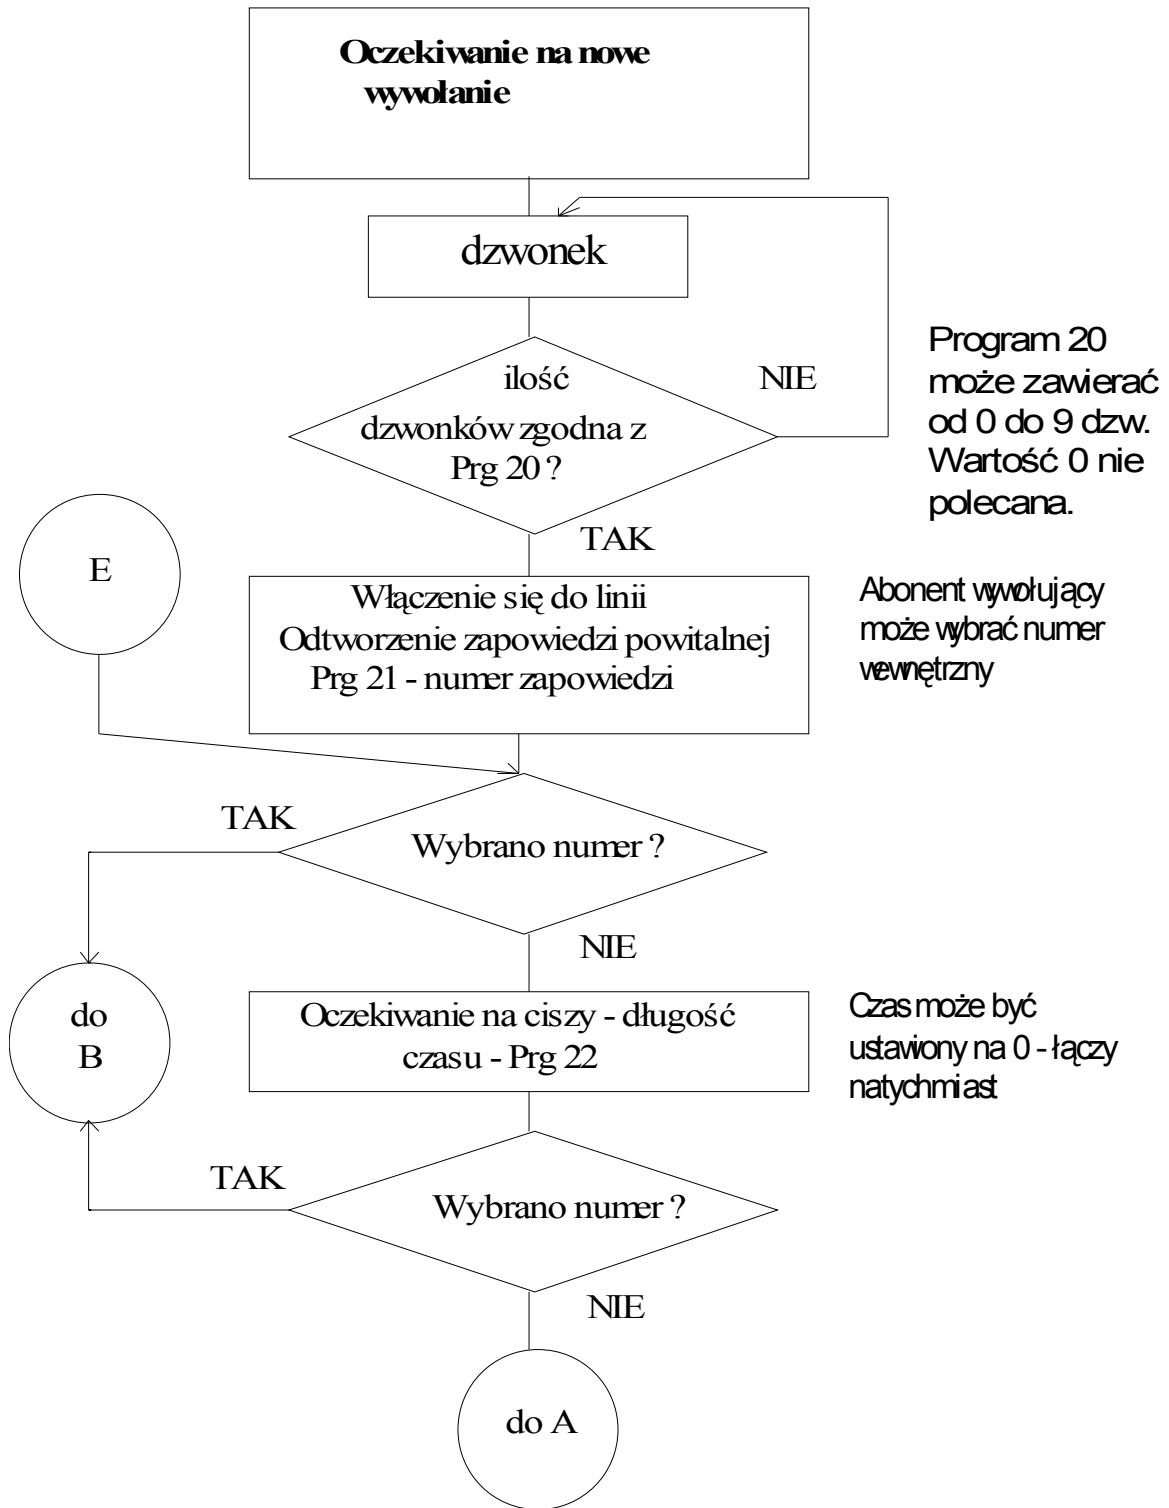 Oczekiwanie na nowe
wywołanie
dzwonek
ilość
dzwonków zgodna z
Prg 20 ?
NIE
Program 20
może zawierać
od 0 do 9 dzw.
Wartość 0 nie
polecana.
TAK
E
Włączenie się do linii
Odtworzenie zapowiedzi powitalnej
Prg 21 - numer zapowiedzi
Abonent wywołujący
może wybrać numer
wewnętrzny
TAK
Wybrano numer ?
NIE
do
B
Oczekiwanie na ciszy - długość
czasu - Prg 22
Czas może być
ustawiony na 0 - łączy
natychmiast.
TAK
Wybrano numer ?
NIE
do A